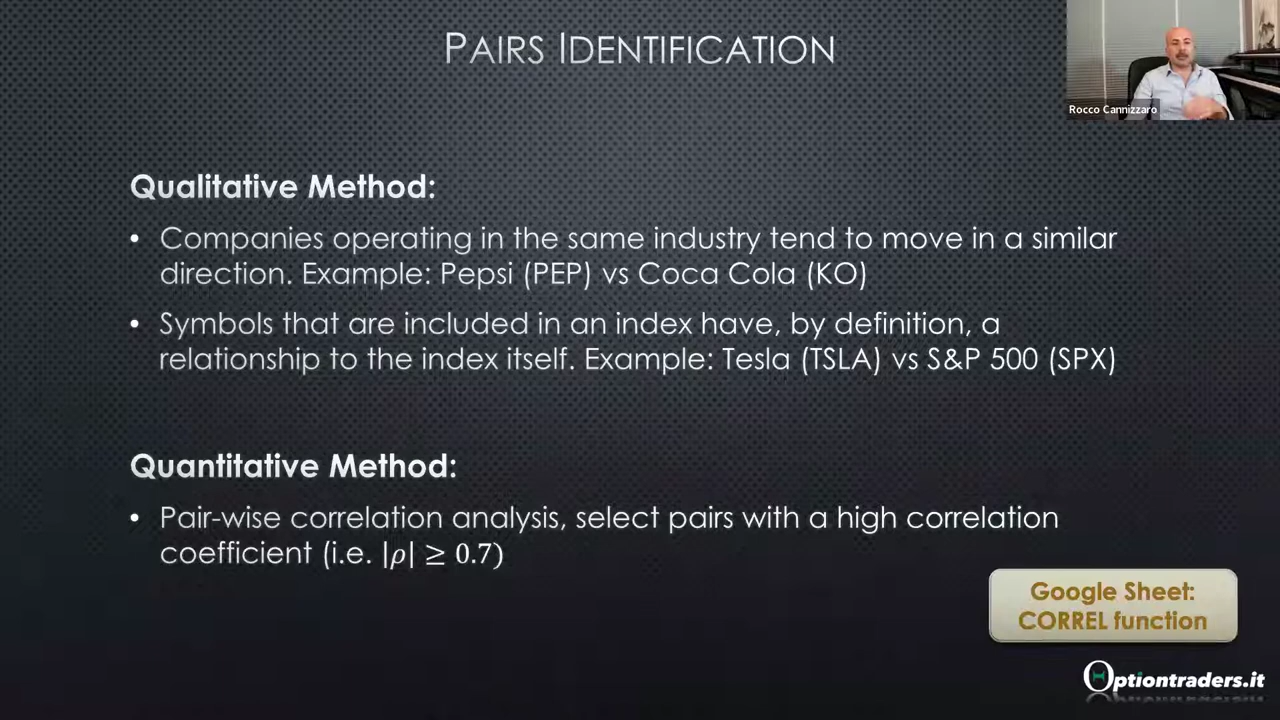 PAIRS IDENTIFICATION
Rocco Cannizzaro
Qualitative Method:
• Companies operating in the same industry tend to move in a similar
direction. Example: Pepsi (PEP) vs Coca Cola (KO)
• Symbols that are included in an index have, by definition, a
relationship to the index itself. Example: Tesla (TSLA) vs S&P 500 (SPX)
Quantitative Method:
• Pair-wise correlation analysis, select pairs with a high correlation
coefficient (i.e. |ρ| ≥ 0.7)
Google Sheet:
CORREL function
Optiontraders.it